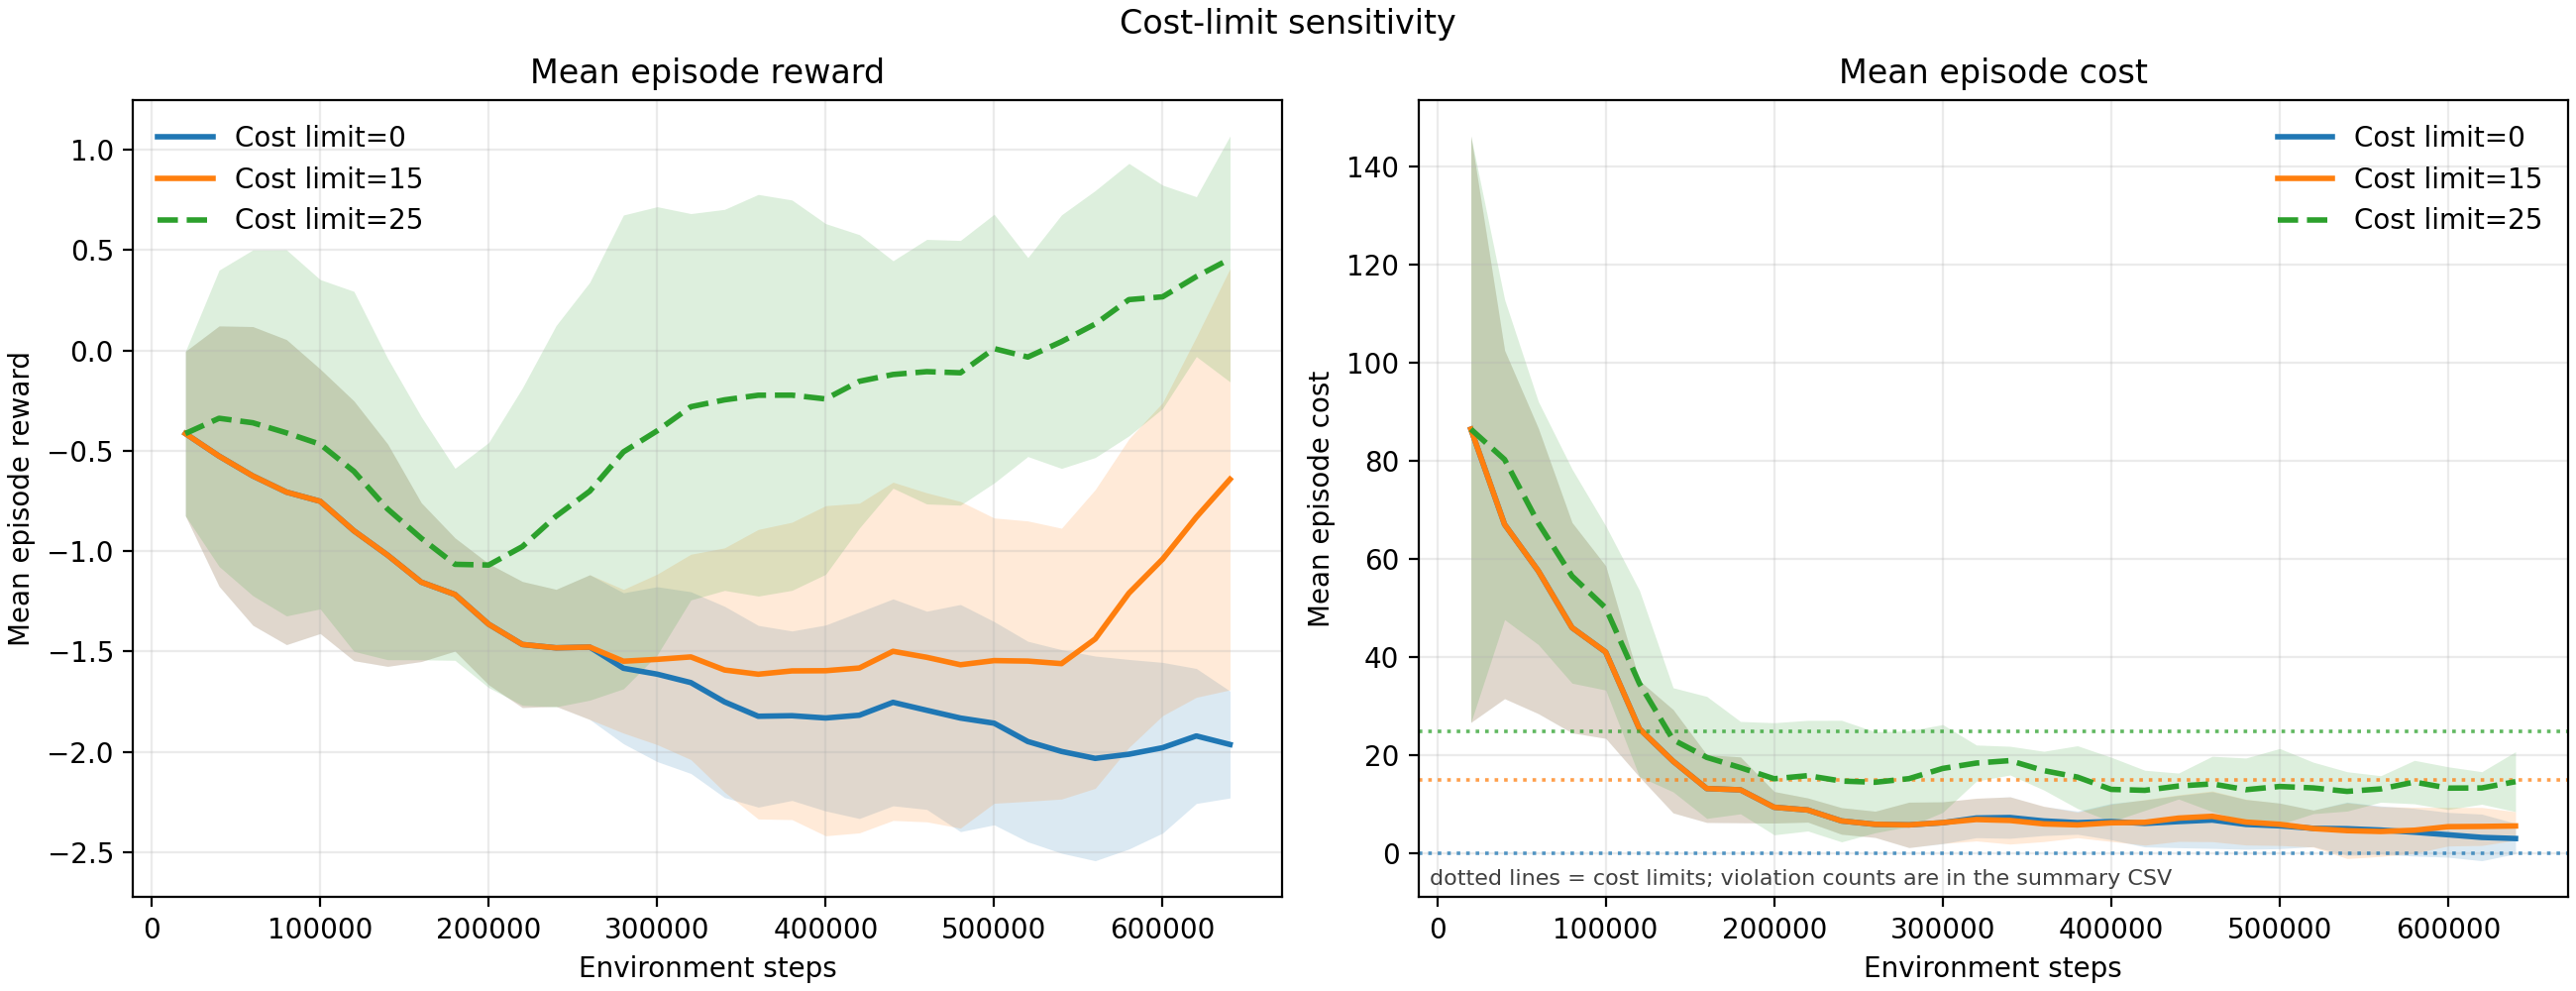 Cost-limit sensitivity
Mean episode reward
Cost limit=0
Cost limit=15
Cost limit=25
Mean episode reward
1.0
0.5
0.0
−0.5
−1.0
−1.5
−2.0
−2.5
0 100000 200000 300000 400000 500000 600000
Environment steps
Mean episode cost
Cost limit=0
Cost limit=15
Cost limit=25
Mean episode cost
140
120
100
80
60
40
20
0
dotted lines = cost limits; violation counts are in the summary CSV
0 100000 200000 300000 400000 500000 600000
Environment steps